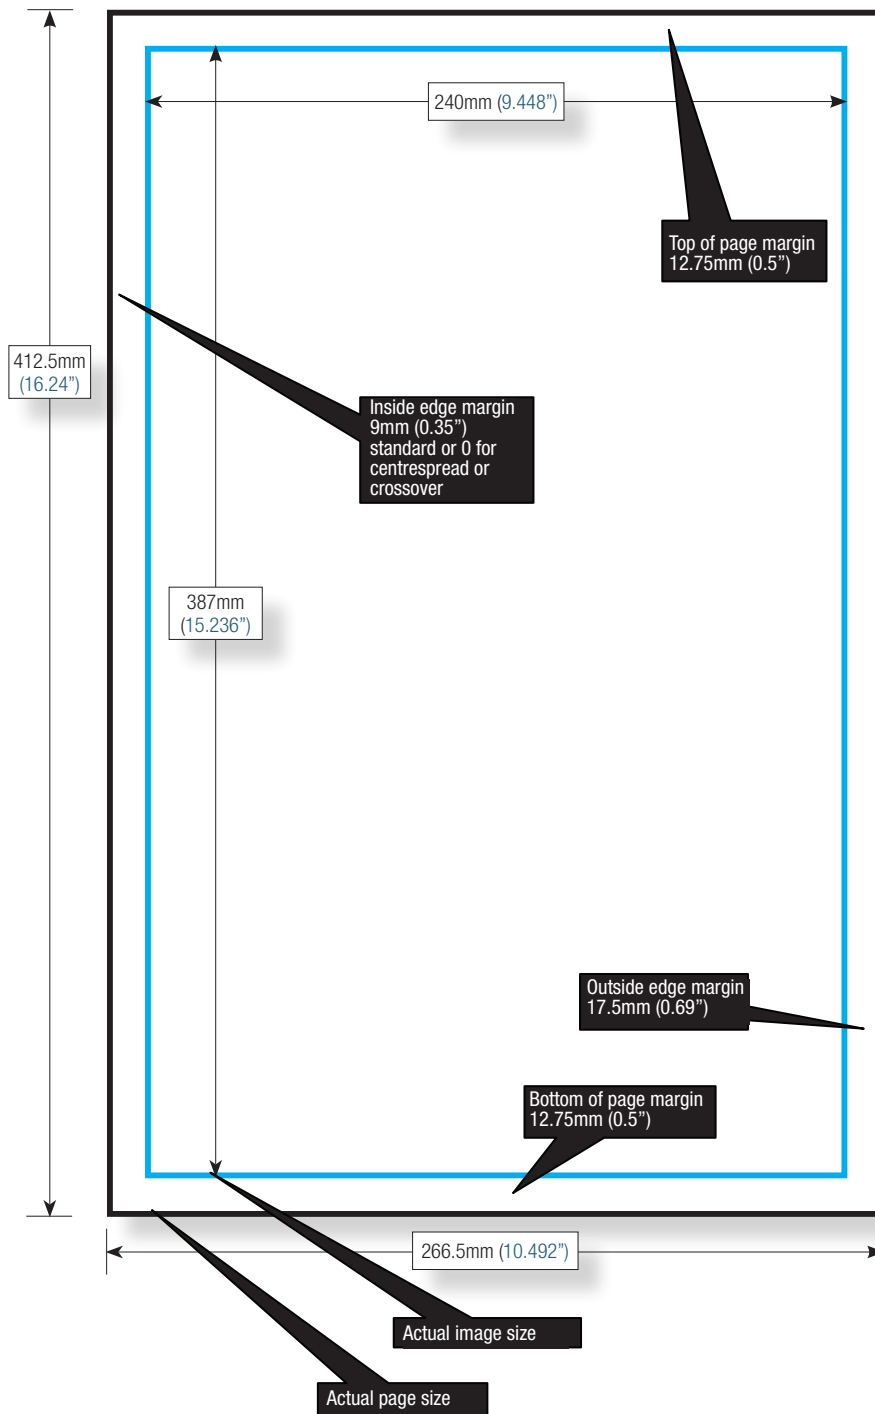 240mm (9.448”)
Top of page margin
12.75mm (0.5”)
412.5mm
(16.24”)
Inside edge margin
9mm (0.35”)
standard or 0 for
centrespread or
crossover
387mm
(15.236”)
Outside edge margin
17.5mm (0.69”)
Bottom of page margin
12.75mm (0.5”)
266.5mm (10.492”)
Actual image size
Actual page size